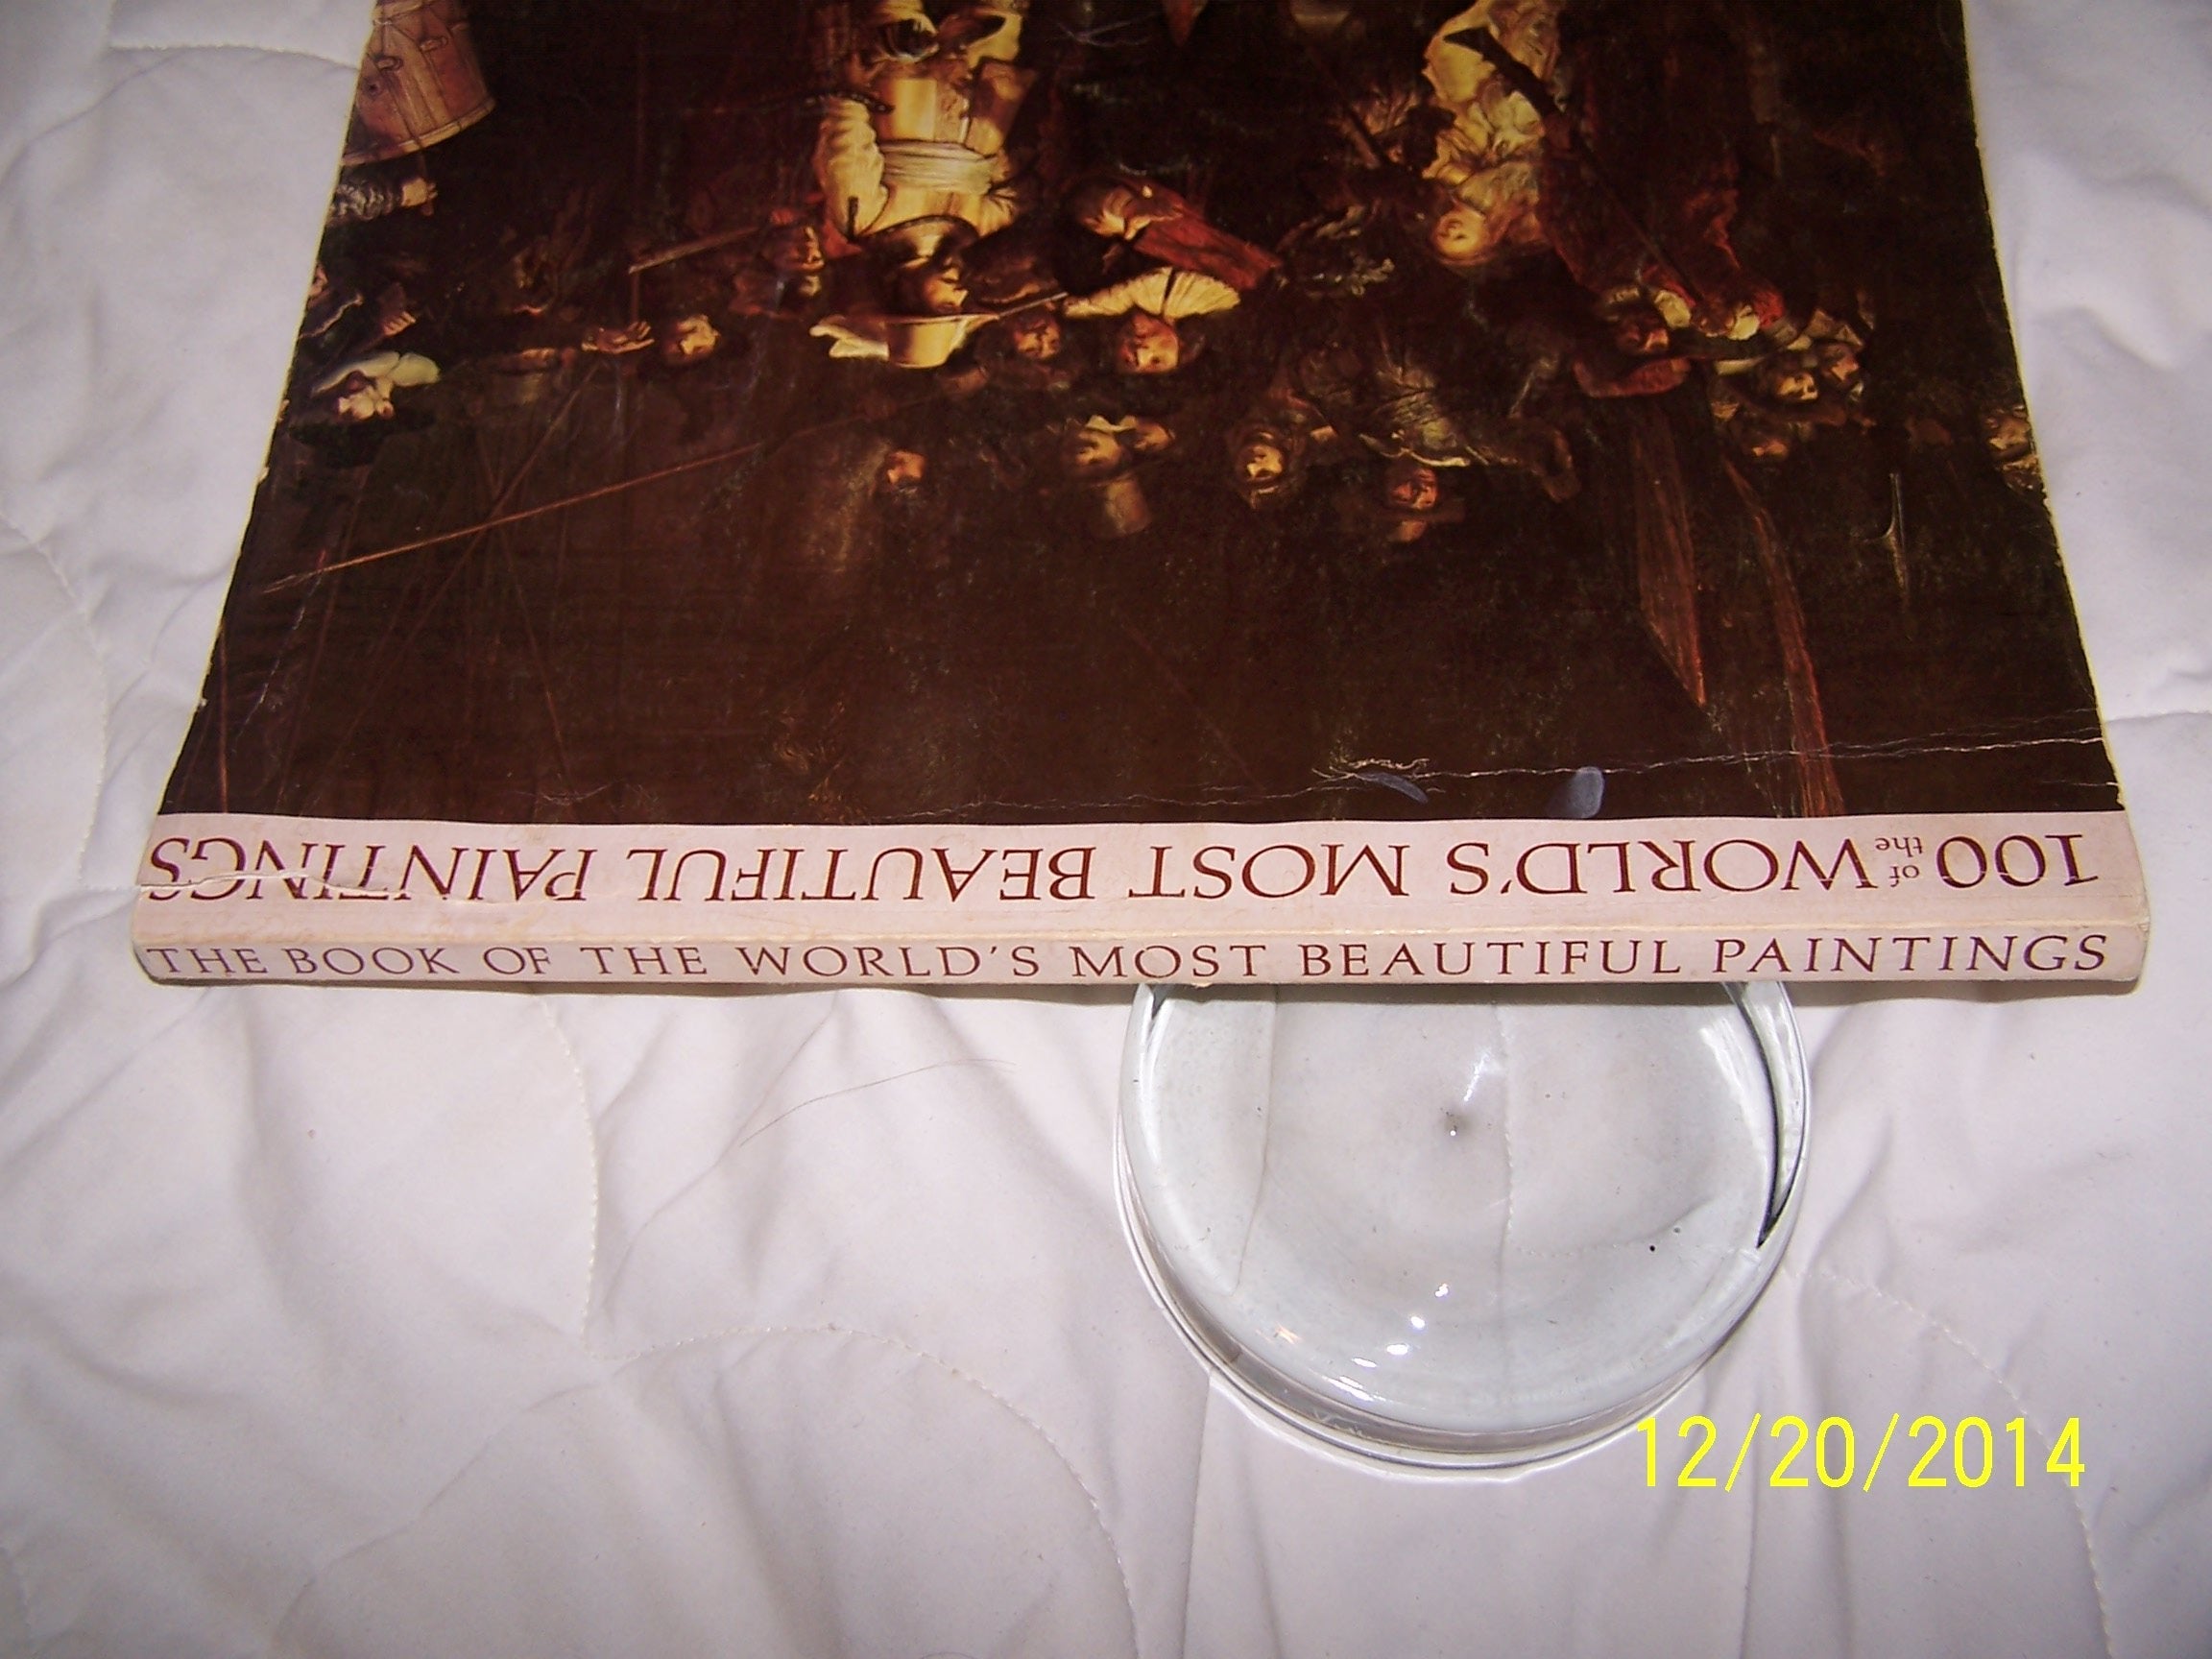 100 of the WORLD'S MOST BEAUTIFUL PAINTINGS
THE BOOK OF THE WORLD'S MOST BEAUTIFUL PAINTINGS
12/20/2014